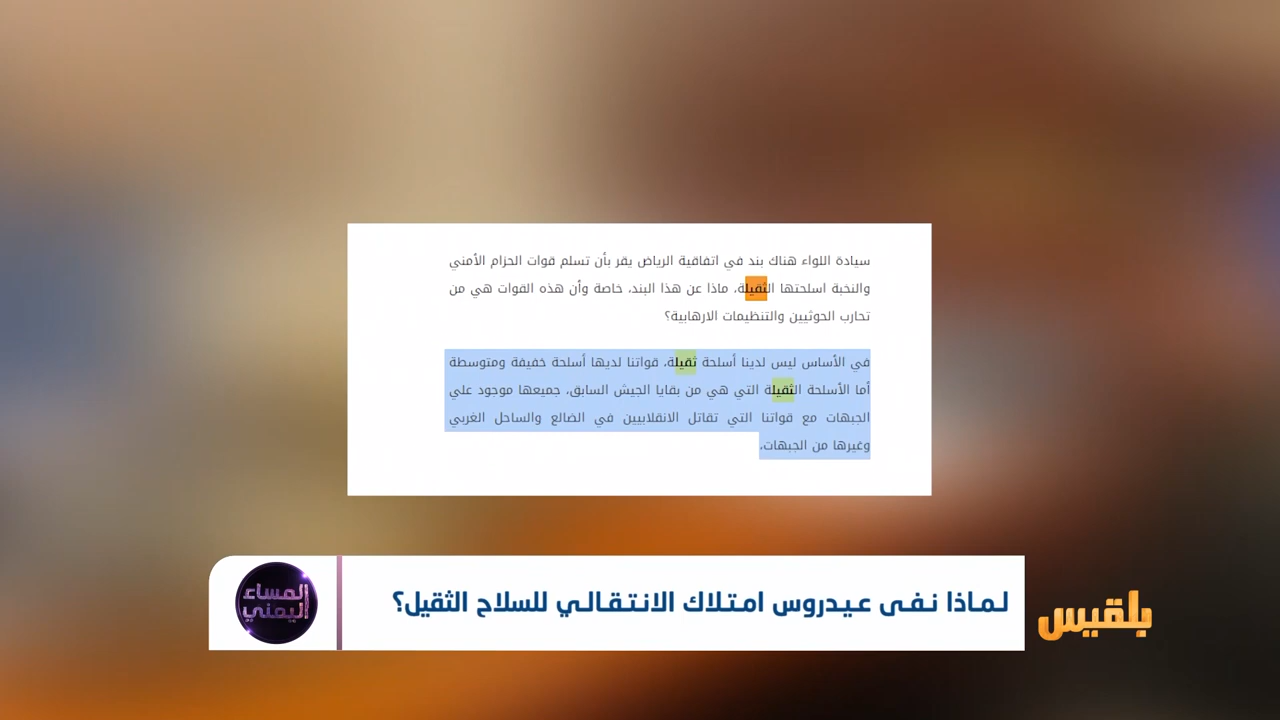 سيادة اللواء هناك بند في اتفاقية الرياض يقر بأن تسلم قوات الحزام الأمني
والنخبة اسلحتها الثقيلة، ماذا عن هذا البند، خاصة وأن هذه القوات هي من
تحارب الحوثيين والتنظيمات الارهابية؟
في الأساس ليس لدينا أسلحة ثقيلة، قواتنا لديها أسلحة خفيفة ومتوسطة
أما الأسلحة الثقيلة التي هي من بقايا الجيش السابق، جميعها موجود علي
الجبهات مع قواتنا التي تقاتل الانقلابيين في الضالع والساحل الغربي
وغيرها من الجبهات،
لماذا نفى عيدروس امتلاك الانتقالي للسلاح الثقيل؟
المساء
اليمني
بلقيس